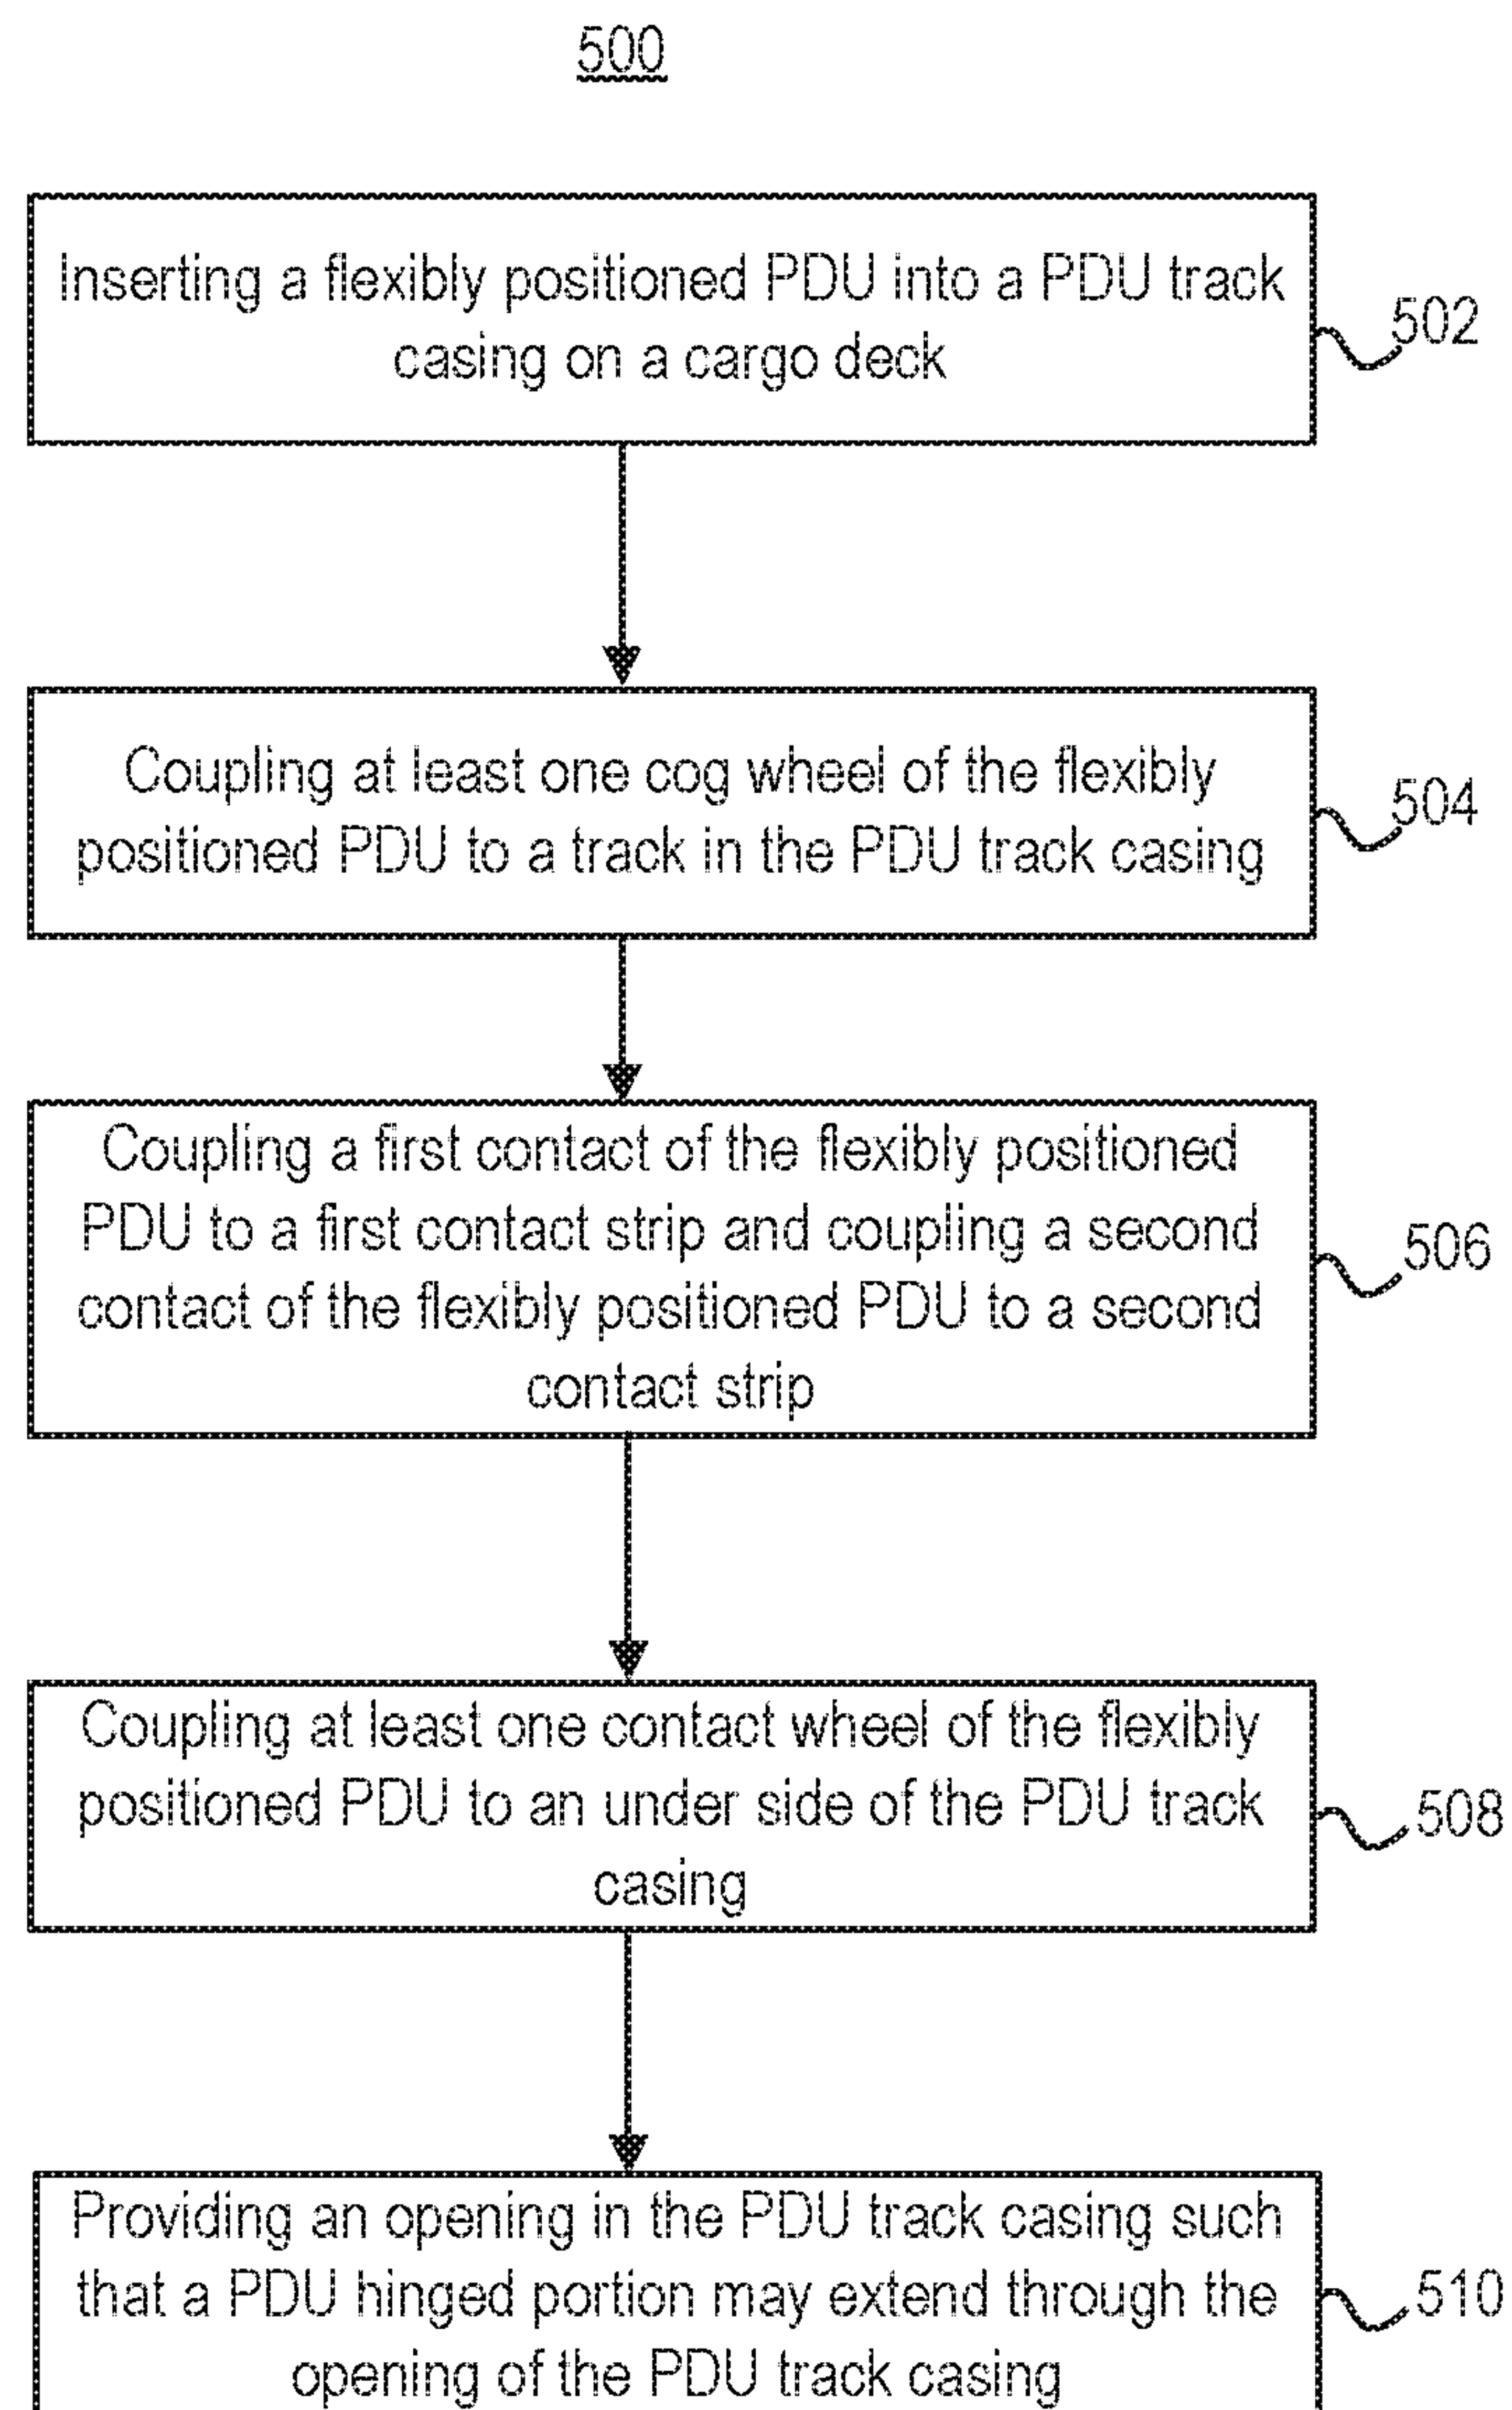 500
Inserting a flexibly positioned PDU into a PDU track
casing on a cargo deck
502
Coupling at least one cog wheel of the flexibly
positioned PDU to a track in the PDU track casing
504
Coupling a first contact of the flexibly positioned
PDU to a first contact strip and coupling a second
contact of the flexibly positioned PDU to a second
contact strip
506
Coupling at least one contact wheel of the flexibly
positioned PDU to an under side of the PDU track
casing
508
Providing an opening in the PDU track casing such
that a PDU hinged portion may extend through the
opening of the PDU track casing
510